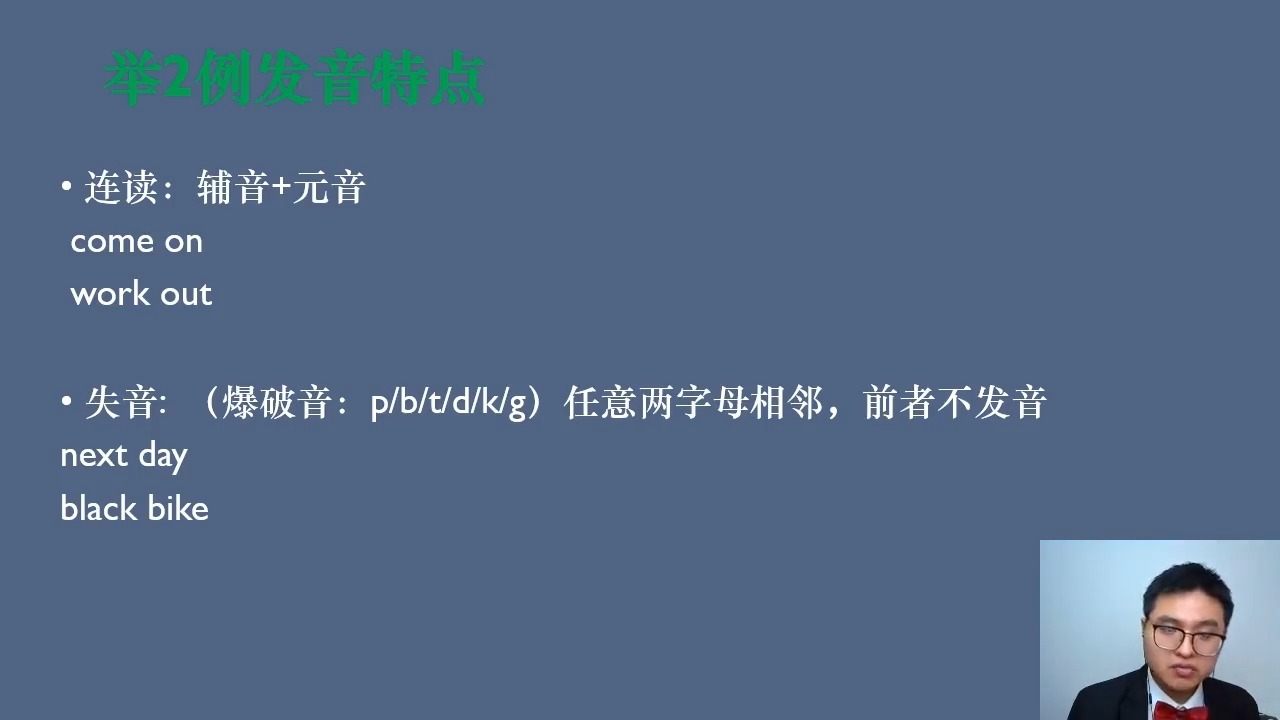 举2例发音特点
• 连读：辅音+元音
come on
work out
• 失音:（爆破音：p/b/t/d/k/g）任意两字母相邻，前者不发音
next day
black bike